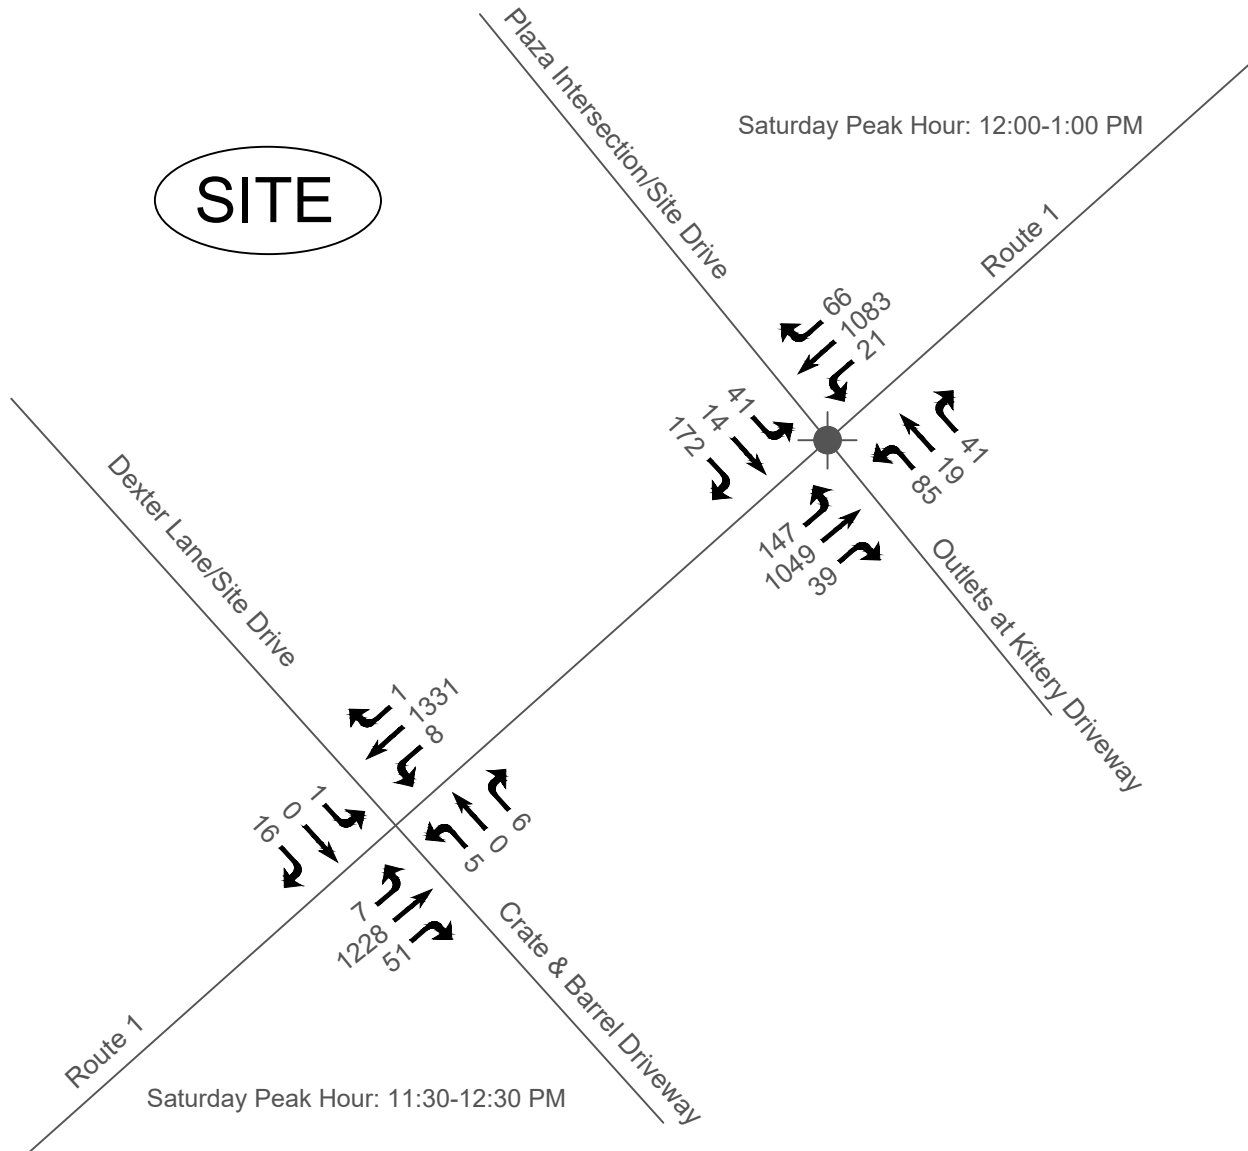 Plaza Intersection/Site Drive
Saturday Peak Hour: 12:00-1:00 PM
SITE
Route 1
66
1083
21
41
14
172
41
19
85
147
1049
39
Dexter Lane/Site Drive
Outlets at Kittery Driveway
1
1331
8
1
0
16
6
0
5
7
1228
51
Crate & Barrel Driveway
Route 1
Saturday Peak Hour: 11:30-12:30 PM